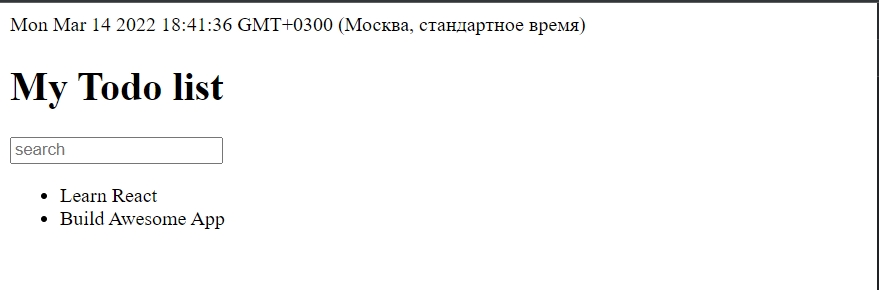 Mon Mar 14 2022 18:41:36 GMT+0300 (Москва, стандартное время)
My Todo list
search
Learn React
Build Awesome App